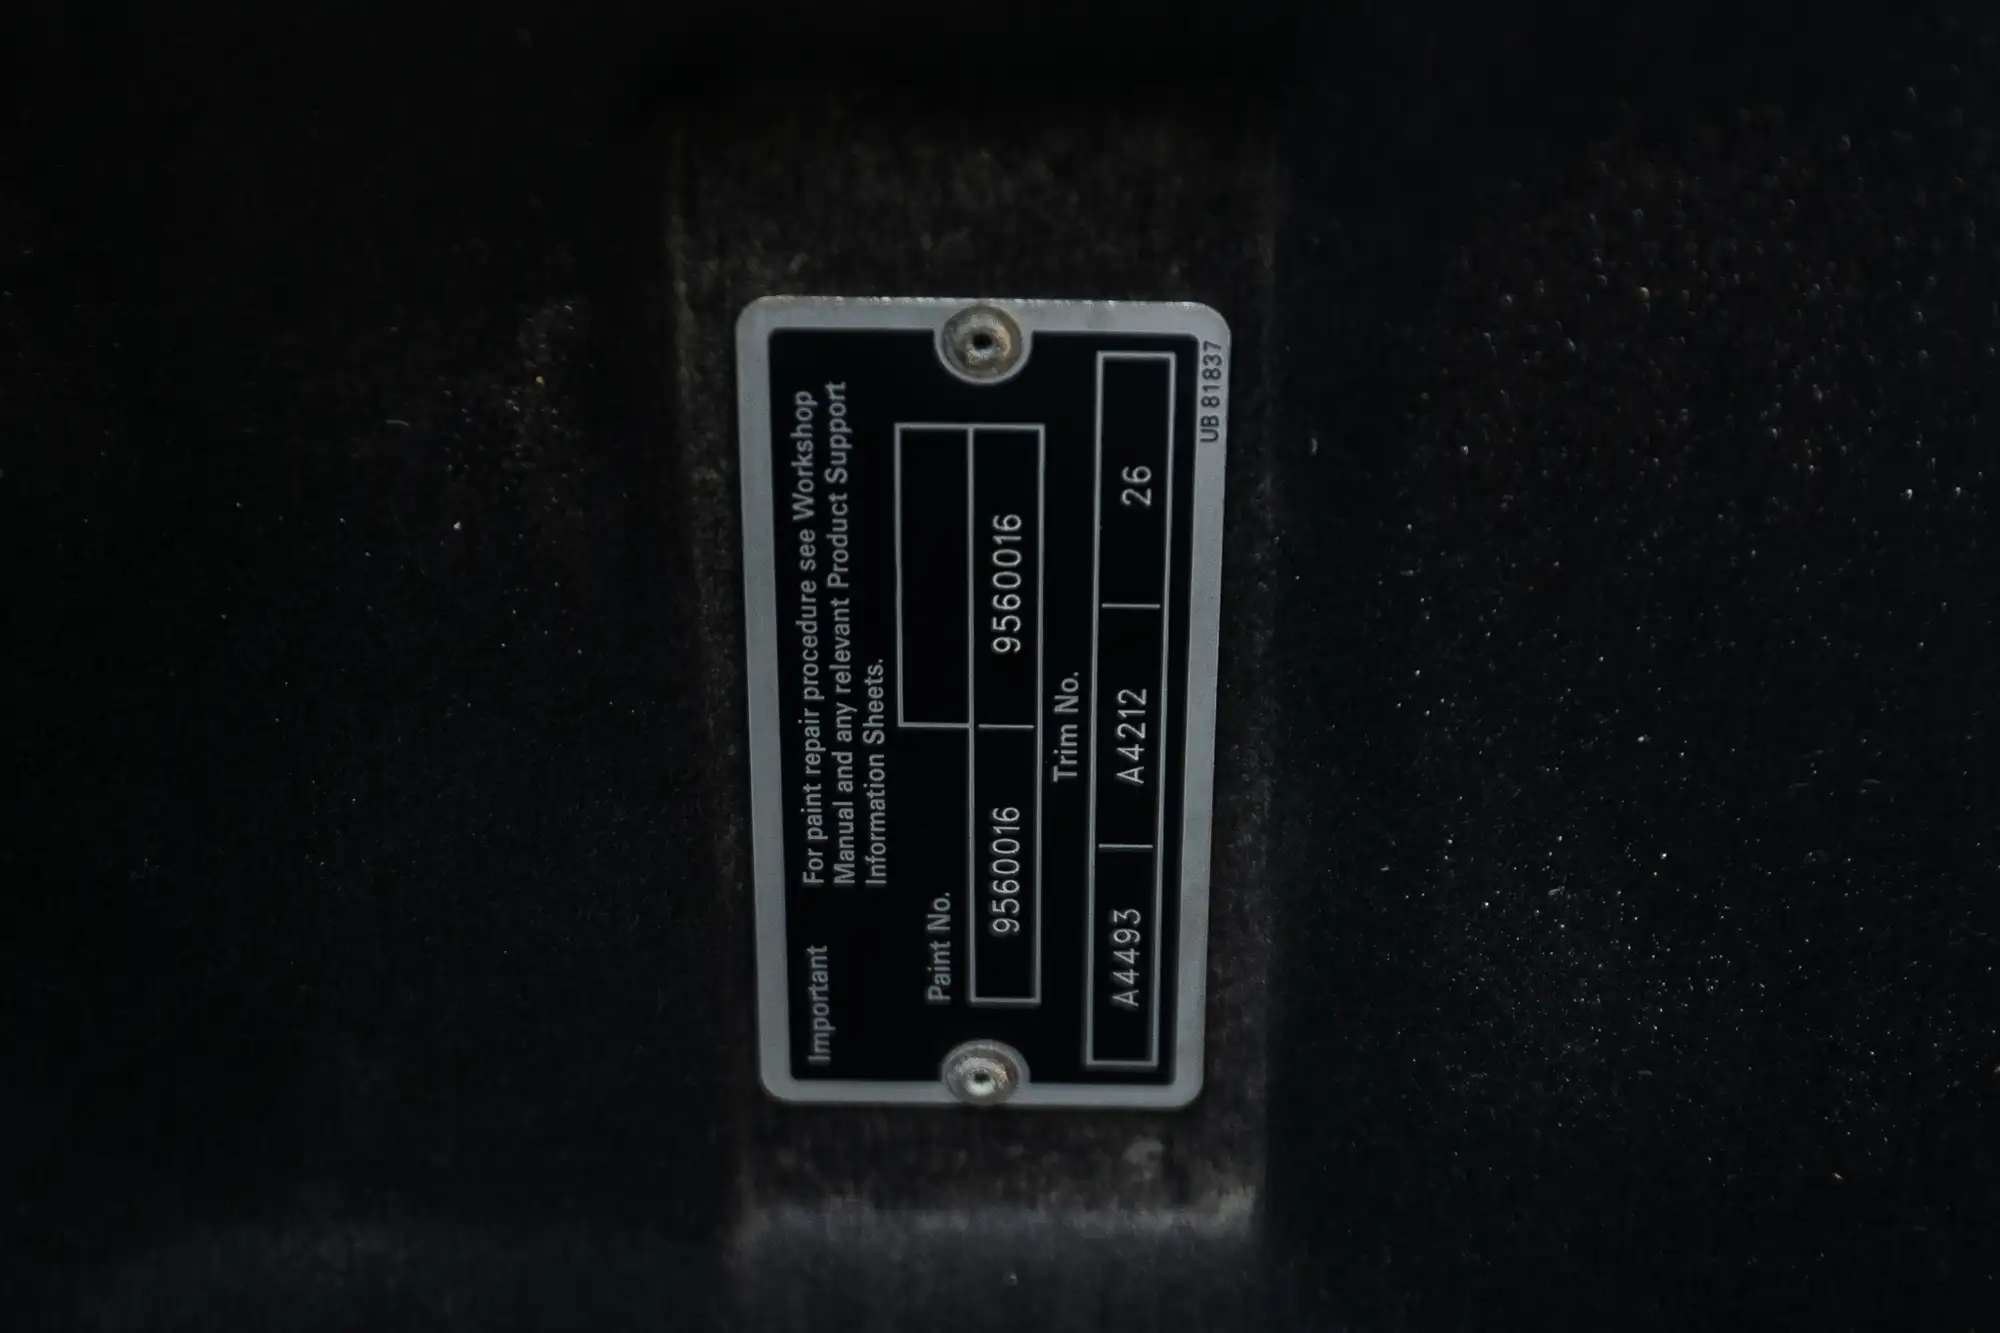 Important For paint repair procedure see Workshop
Manual and any relevant Product Support
Information Sheets.
Paint No.
9560016 | 9560016
Trim No.
A4493 | A4212 | 26
UB 81837